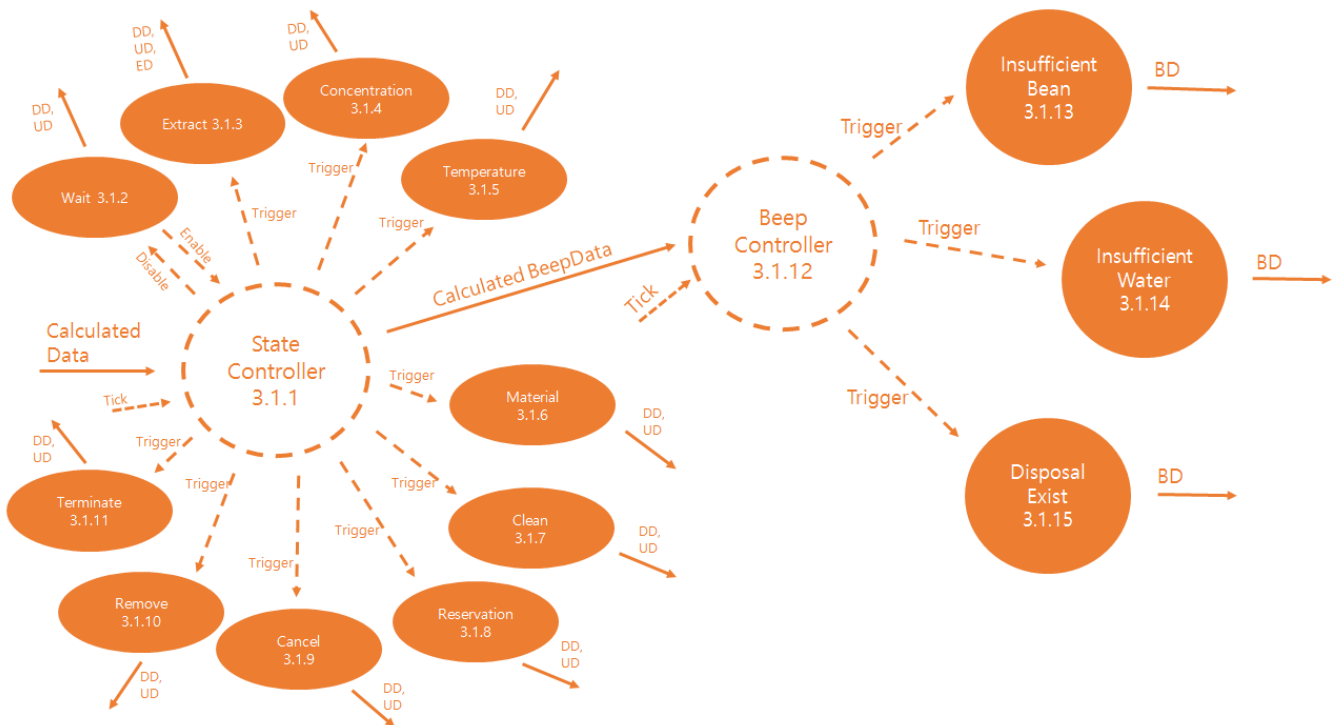 DD,
UD,
ED
DD,
UD
DD,
UD
DD,
UD
Extract 3.1.3
Concentration
3.1.4
Temperature
3.1.5
Wait 3.1.2
Enable
Disable
Trigger
Trigger
Trigger
Calculated
Data
Tick
State
Controller
3.1.1
Calculated BeepData
Tick
Beep
Controller
3.1.12
Trigger
Insufficient
Bean
3.1.13
BD
Trigger
Insufficient
Water
3.1.14
BD
Trigger
Disposal
Exist
3.1.15
BD
Trigger
Material
3.1.6
DD,
UD
Trigger
Clean
3.1.7
DD,
UD
Trigger
Reservation
3.1.8
DD,
UD
Trigger
Cancel
3.1.9
DD,
UD
Trigger
Remove
3.1.10
DD,
UD
Trigger
Terminate
3.1.11
DD,
UD